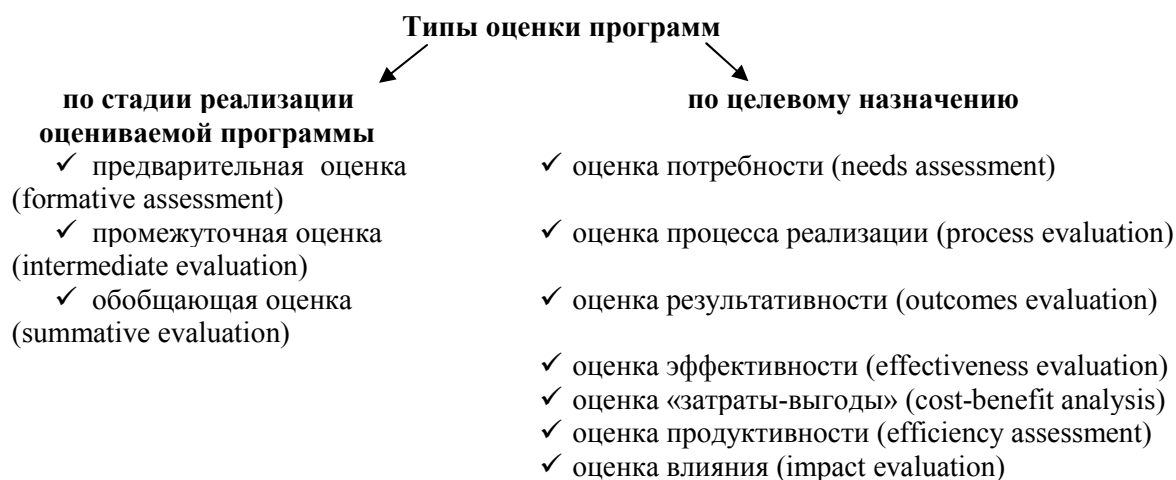 Типы оценки программ
по стадии реализации
оцениваемой программы
✓ предварительная оценка
(formative assessment)
✓ промежуточная оценка
(intermediate evaluation)
✓ обобщающая оценка
(summative evaluation)
по целевому назначению
✓ оценка потребности (needs assessment)
✓ оценка процесса реализации (process evaluation)
✓ оценка результативности (outcomes evaluation)
✓ оценка эффективности (effectiveness evaluation)
✓ оценка «затраты-выгоды» (cost-benefit analysis)
✓ оценка продуктивности (efficiency assessment)
✓ оценка влияния (impact evaluation)